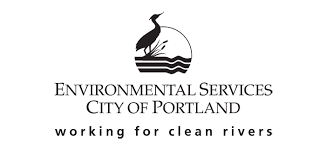 ENVIRONMENTAL SERVICES
CITY OF PORTLAND
working for clean rivers